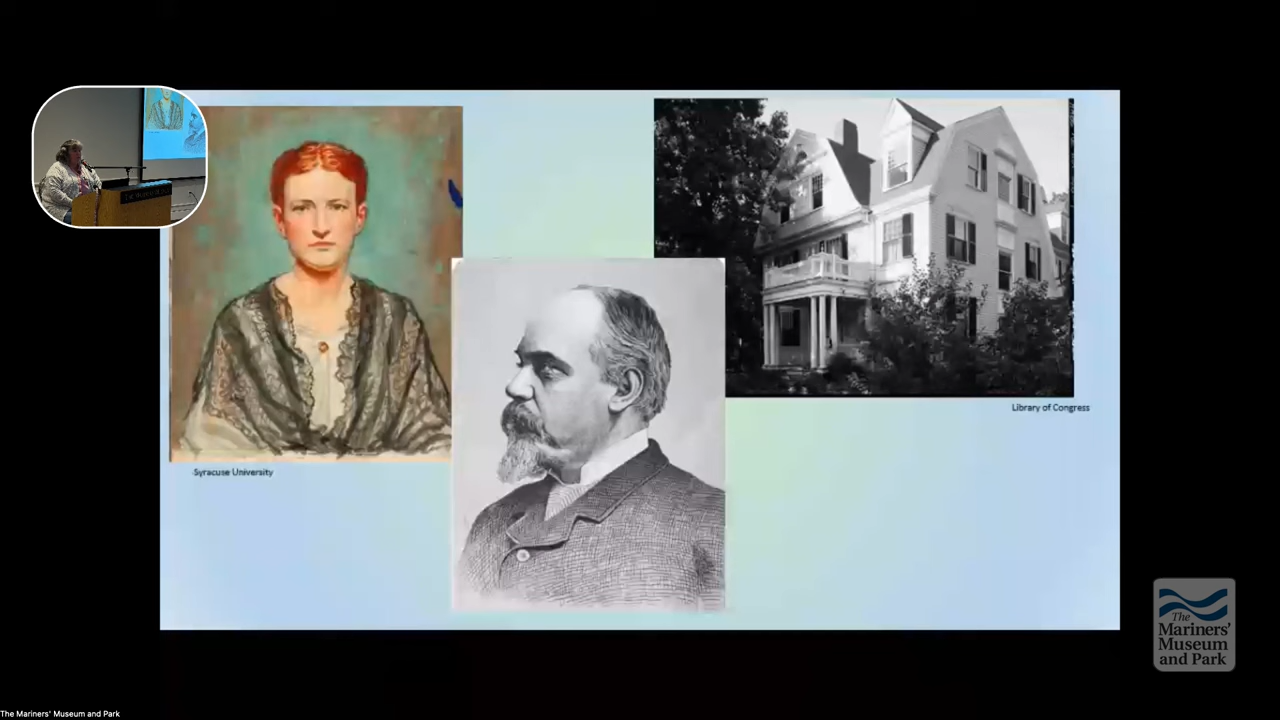 Library of Congress
Syracuse University
The
Mariners'
Museum
and Park
The Mariners' Museum and Park